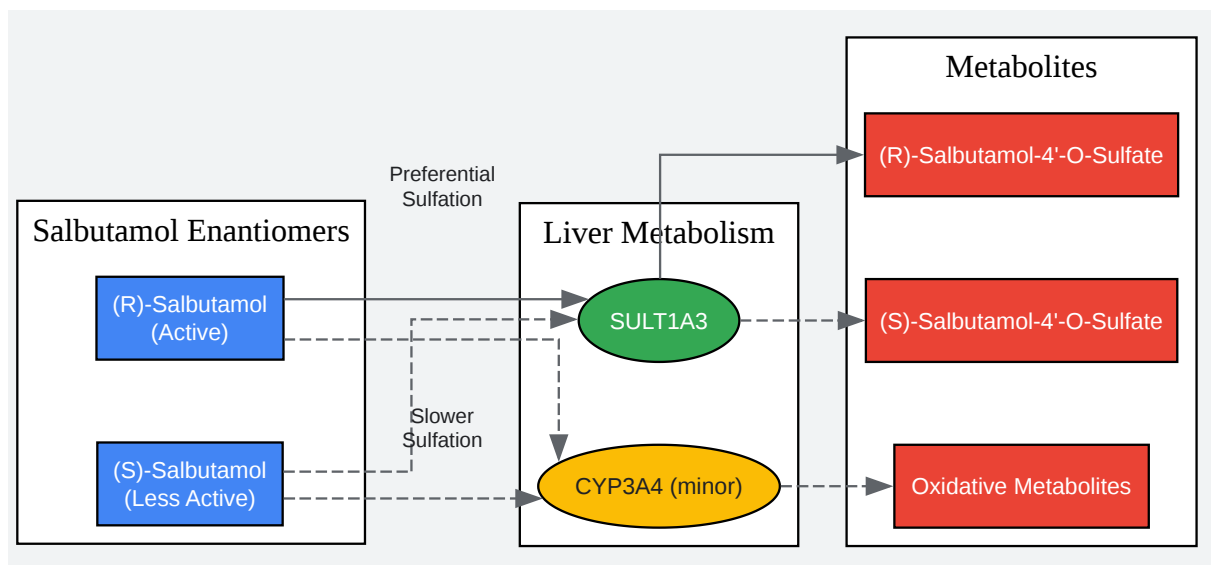 Salbutamol Enantiomers
(R)-Salbutamol
(Active)
(S)-Salbutamol
(Less Active)
Preferential
Sulfation
Slower
Sulfation
Liver Metabolism
SULT1A3
CYP3A4 (minor)
Metabolites
(R)-Salbutamol-4'-O-Sulfate
(S)-Salbutamol-4'-O-Sulfate
Oxidative Metabolites